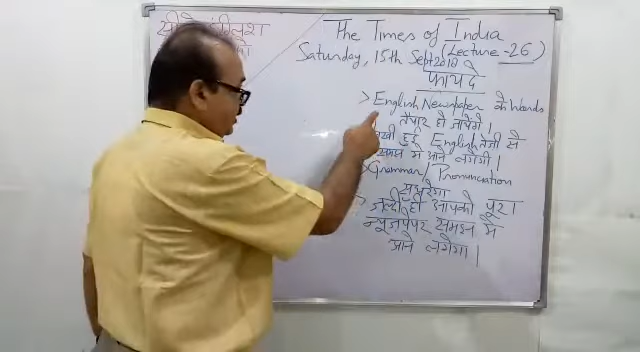 सीखे इंग्लिश
The Times of India
(Lecture - 26)
Saturday, 15th Sept 2018
फायदे
> English Newspaper के Words
तैयार हो जायेंगे।
हुई English तेजी से
समझ में आने लगेगी।
> Grammar/ Pronunciation
सुधरेगा
> जल्दी ही आपको पूरा
न्यूजपेपर समझ में
आने लगेगा।